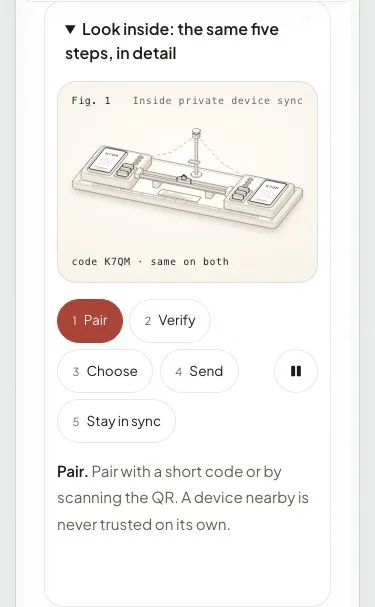 ▼ Look inside: the same five
steps, in detail
Fig. 1 Inside private device sync
K7QM
K7QM
code K7QM · same on both
1 Pair
2 Verify
3 Choose
4 Send
5 Stay in sync
Pair. Pair with a short code or by
scanning the QR. A device nearby is
never trusted on its own.